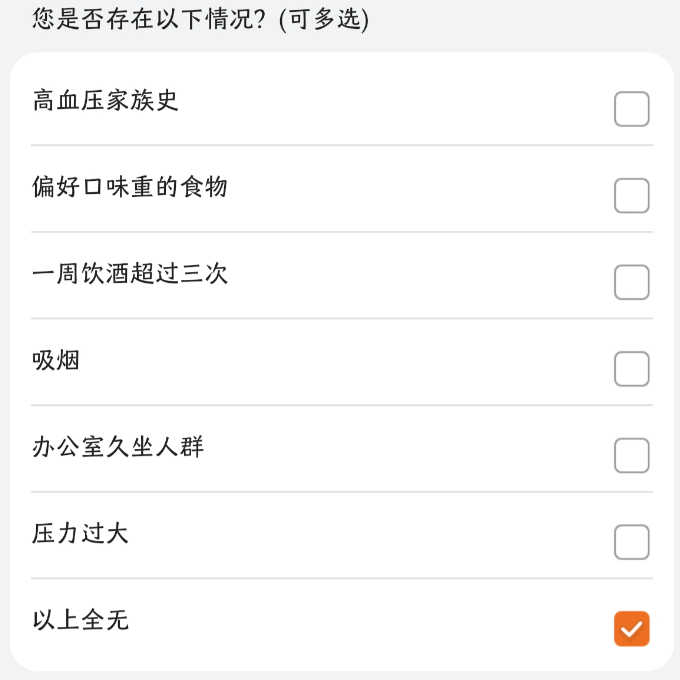 您是否存在以下情况？(可多选)
高血压家族史
偏好口味重的食物
一周饮酒超过三次
吸烟
办公室久坐人群
压力过大
以上全无